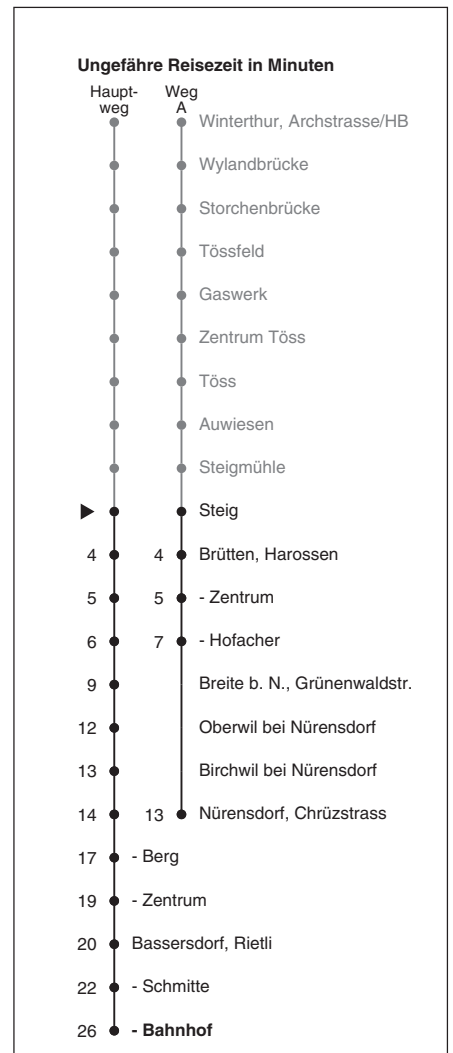 Ungefähre Reisezeit in Minuten
Haupt- Weg
weg A
Winterthur, Archstrasse/HB
Wylandbrücke
Storchenbrücke
Tössfeld
Gaswerk
Zentrum Töss
Töss
Auwiesen
Steigmühle
Steig
4 4 Brütten, Harossen
5 5 - Zentrum
6 7 - Hofacher
9 Breite b. N., Grünenwaldstr.
12 Oberwil bei Nürensdorf
13 Birchwil bei Nürensdorf
14 13 Nürensdorf, Chrüzstrass
17 - Berg
19 - Zentrum
20 Bassersdorf, Rietli
22 - Schmitte
26 - Bahnhof